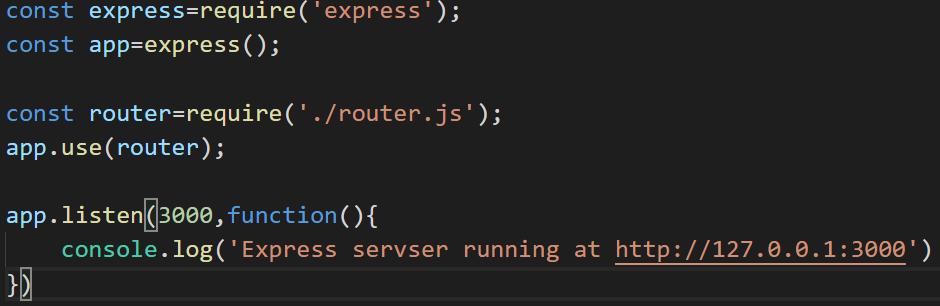 const express=require('express');
const app=express();
const router=require('./router.js');
app.use(router);
app.listen(3000,function(){
console.log('Express servser running at http://127.0.0.1:3000')
})